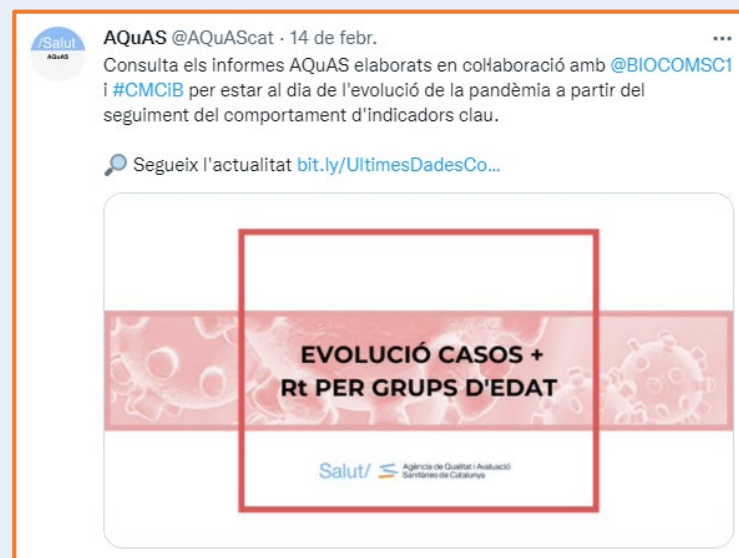 /Salut
AQuAS
AQuAS @AQuAScat · 14 de febr.
Consulta els informes AQuAS elaborats en col·laboració amb @BIOCOMSC1
i #CMCiB per estar al dia de l'evolució de la pandèmia a partir del
seguiment del comportament d'indicadors clau.
🔎 Segueix l'actualitat bit.ly/UltimesDadesCo...
EVOLUCIÓ CASOS +
Rt PER GRUPS D'EDAT
Salut/ Agència de Qualitat i Avaluació
Sanitàries de Catalunya